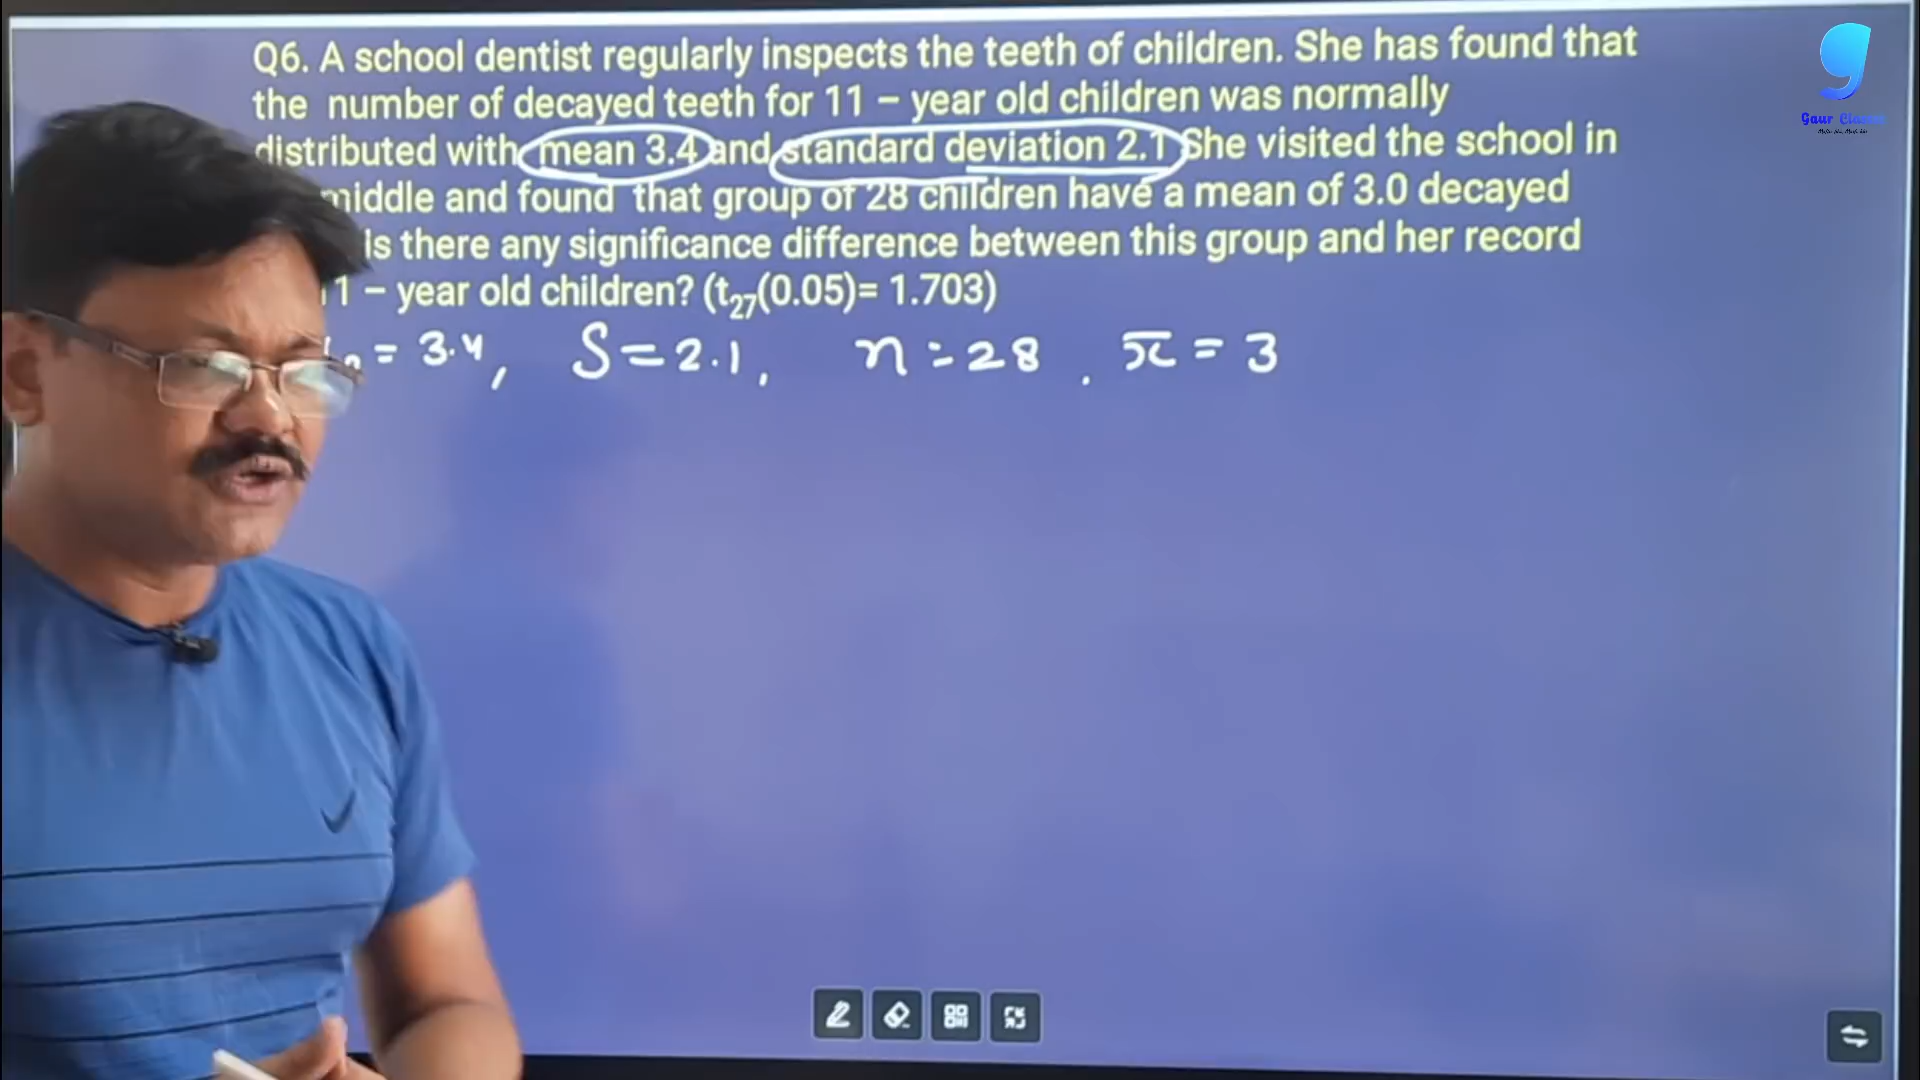 Q6. A school dentist regularly inspects the teeth of children. She has found that
the number of decayed teeth for 11 – year old children was normally
distributed with mean 3.4 and standard deviation 2.1 She visited the school in
middle and found that group of 28 children have a mean of 3.0 decayed
is there any significance difference between this group and her record
11 – year old children? (t27(0.05)= 1.703)
= 3.4, S = 2.1, n = 28, x̄ = 3
Gaur Classes